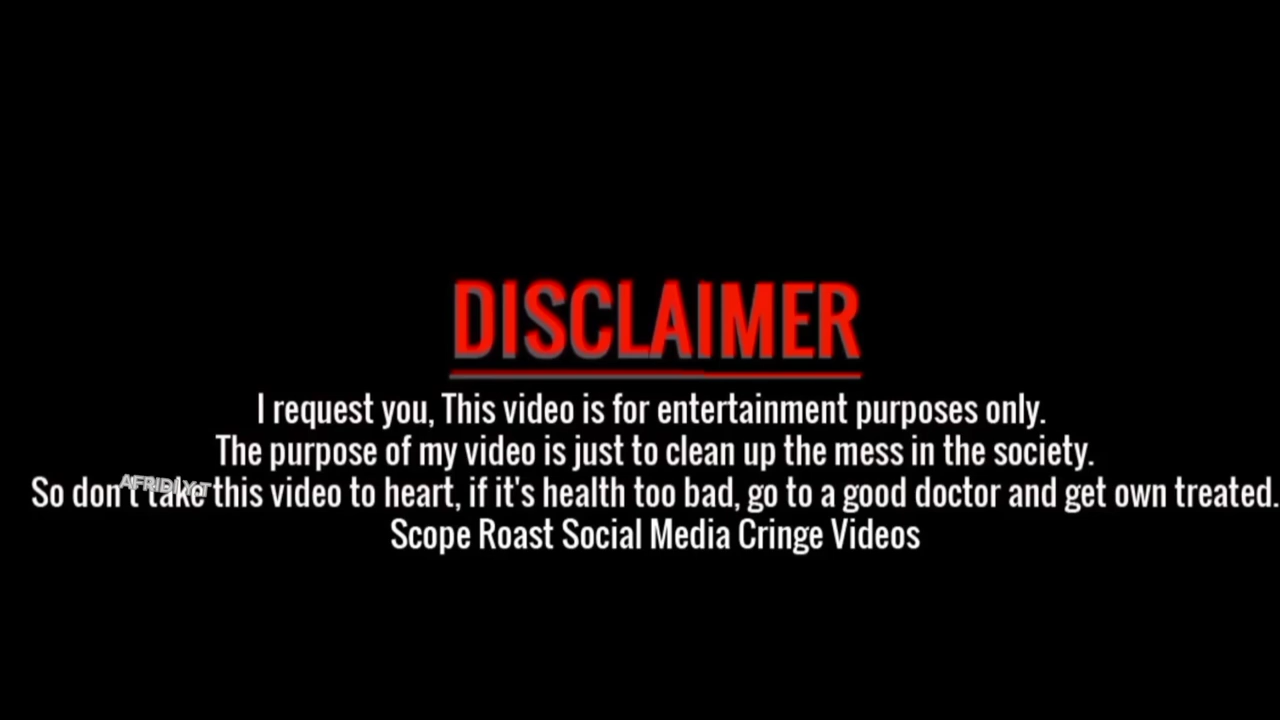 DISCLAIMER
I request you, This video is for entertainment purposes only.
The purpose of my video is just to clean up the mess in the society.
So don't take this video to heart, if it's health too bad, go to a good doctor and get own treated.
AFRIDI YT
Scope Roast Social Media Cringe Videos